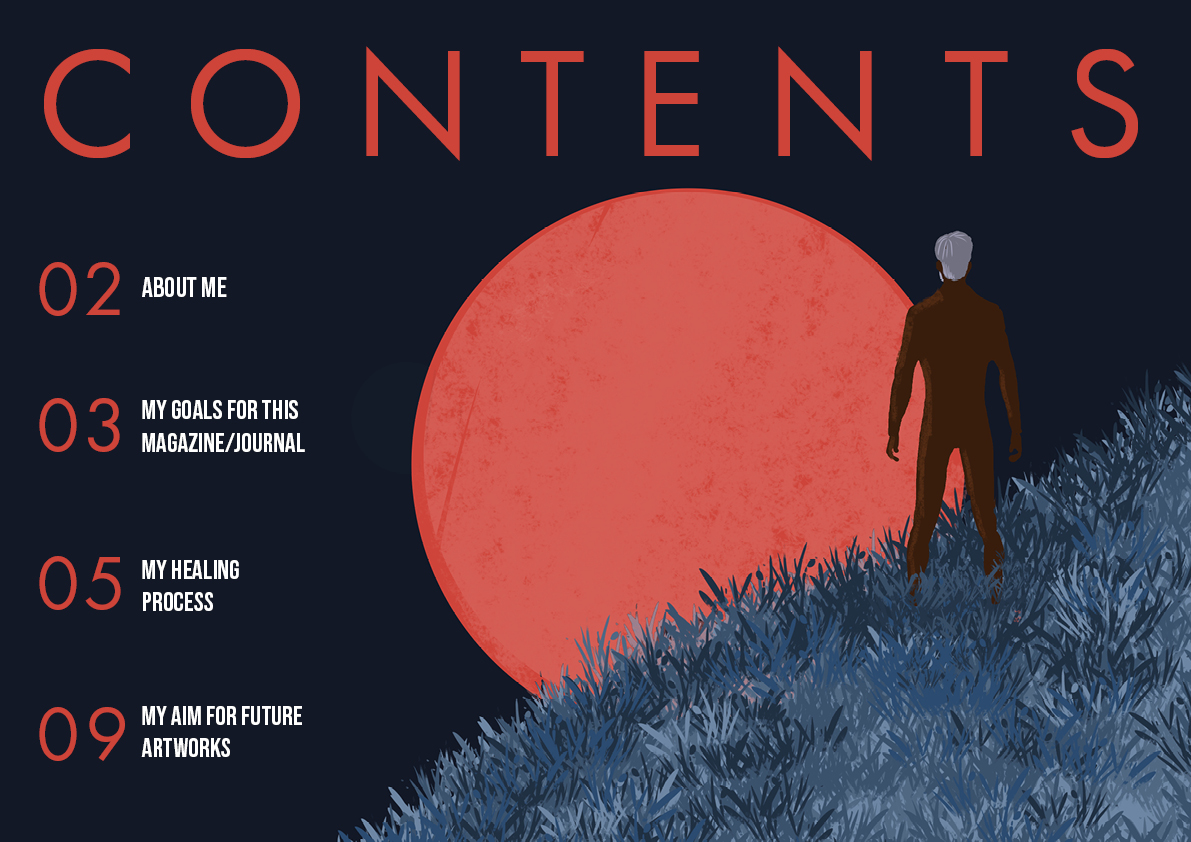 CONTENTS
02 ABOUT ME
03 MY GOALS FOR THIS
MAGAZINE/JOURNAL
05 MY HEALING
PROCESS
09 MY AIM FOR FUTURE
ARTWORKS